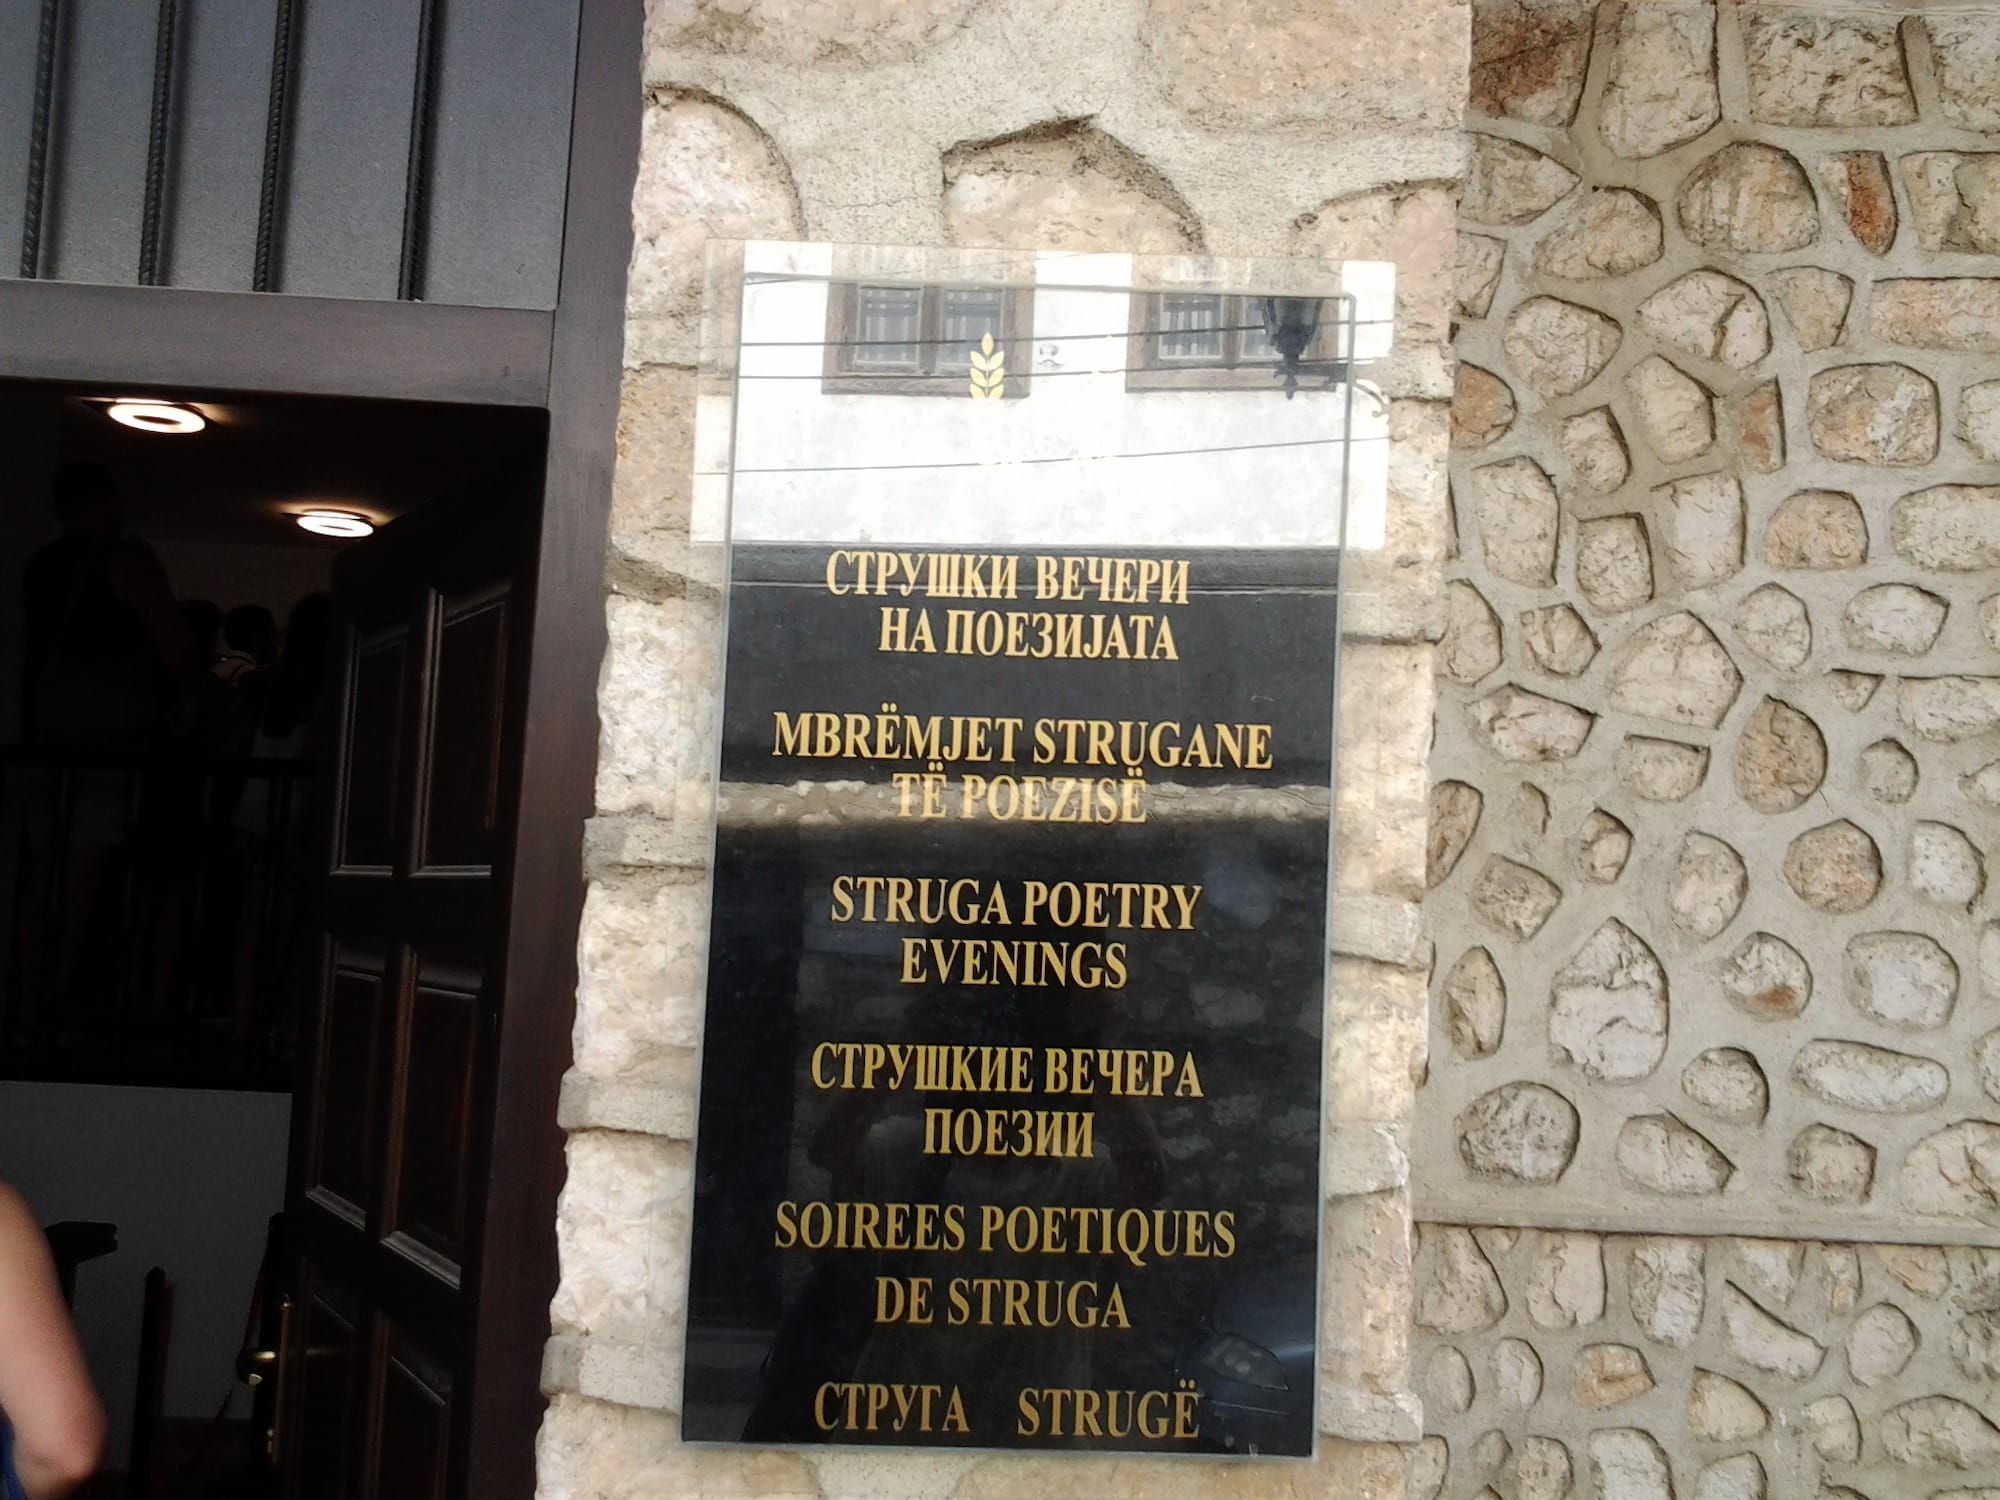 СТРУШКИ ВЕЧЕРИ
НА ПОЕЗИЈАТА
MBRËMJET STRUGANE
TË POEZISË
STRUGA POETRY
EVENINGS
СТРУШКИЕ ВЕЧЕРА
ПОЕЗИИ
SOIREES POETIQUES
DE STRUGA
СТРУГА STRUGË